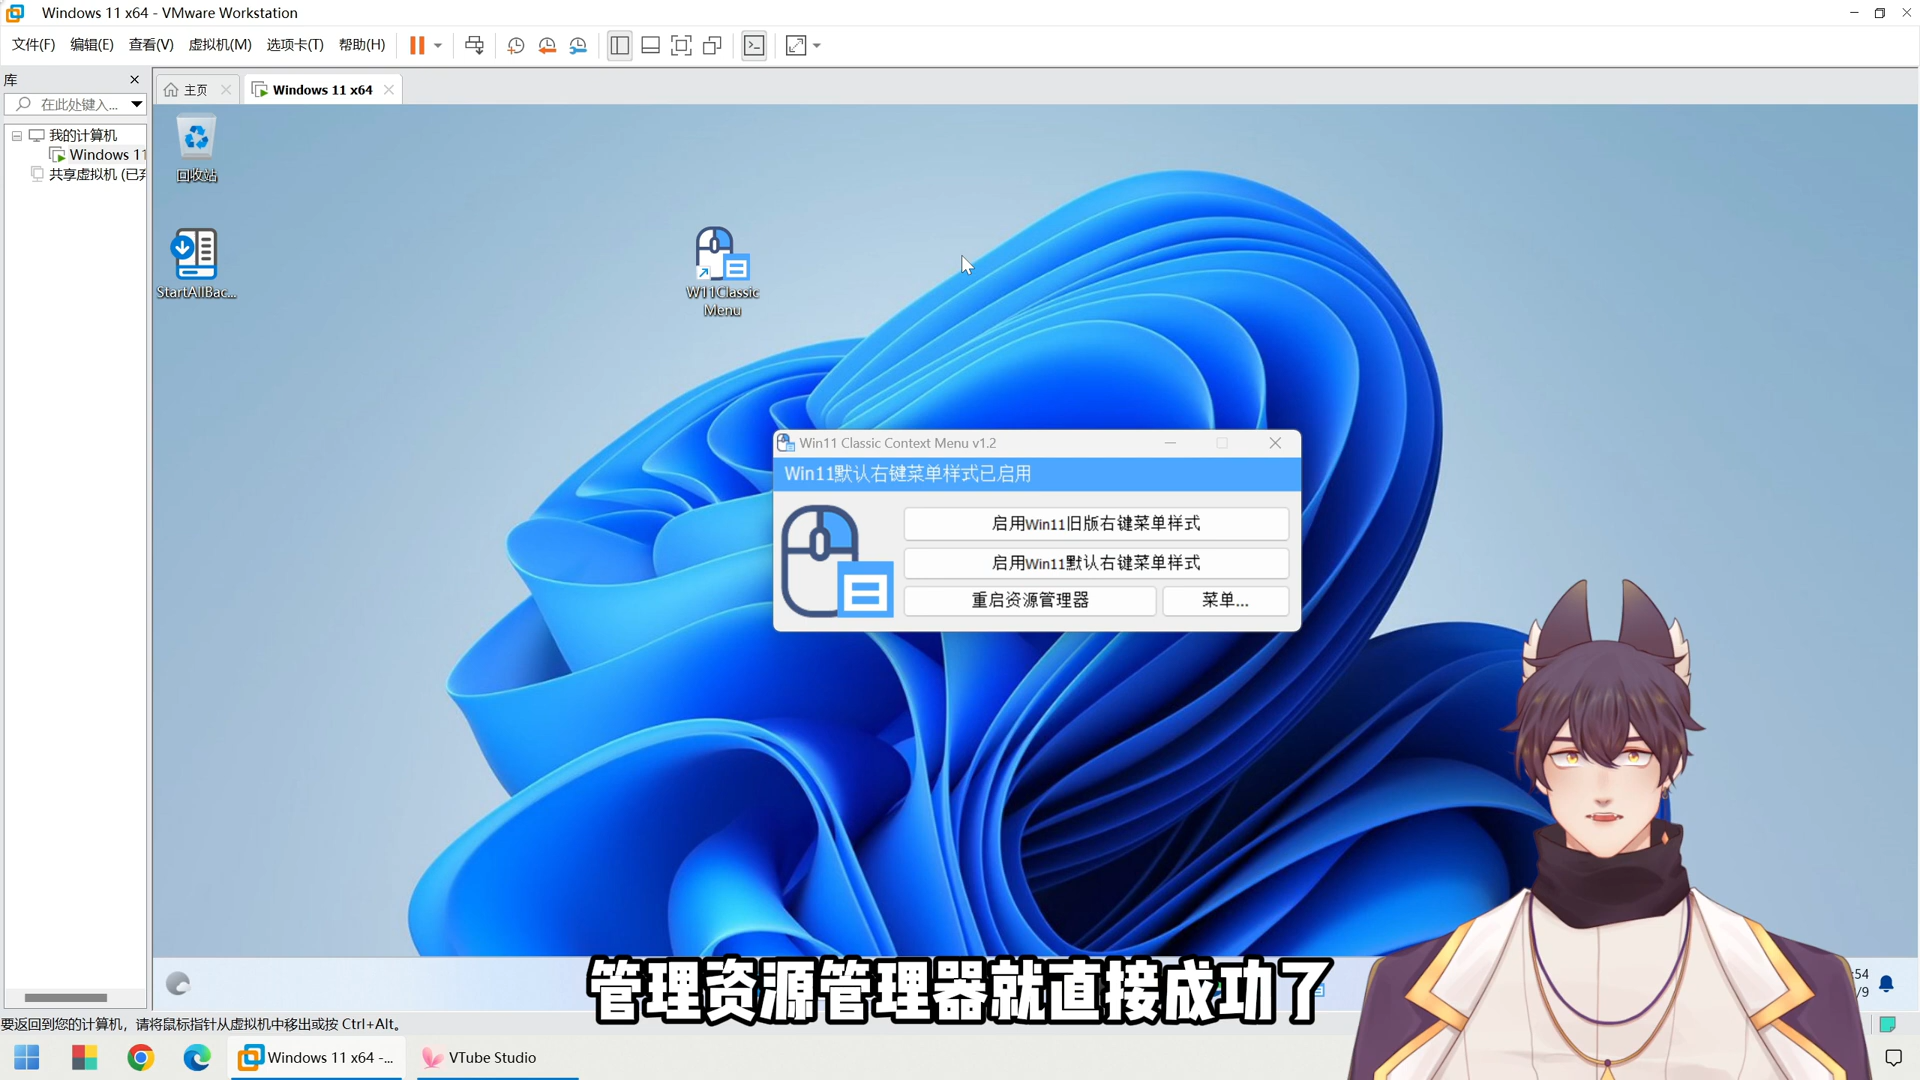 Windows 11 x64 - VMware Workstation
文件(F) 编辑(E) 查看(V) 虚拟机(M) 选项卡(T) 帮助(H)
库
在此处键入...
我的计算机
Windows 11
共享虚拟机 (已
主页
Windows 11 x64
回收站
StartAllBac...
W11Classic
Menu
Win11 Classic Context Menu v1.2
Win11默认右键菜单样式已启用
启用Win11旧版右键菜单样式
启用Win11默认右键菜单样式
重启资源管理器 菜单...
管理资源管理器就直接成功了
:54
/9
要返回到您的计算机，请将鼠标指针从虚拟机中移出或按 Ctrl+Alt。
Windows 11 x64 -...
VTube Studio